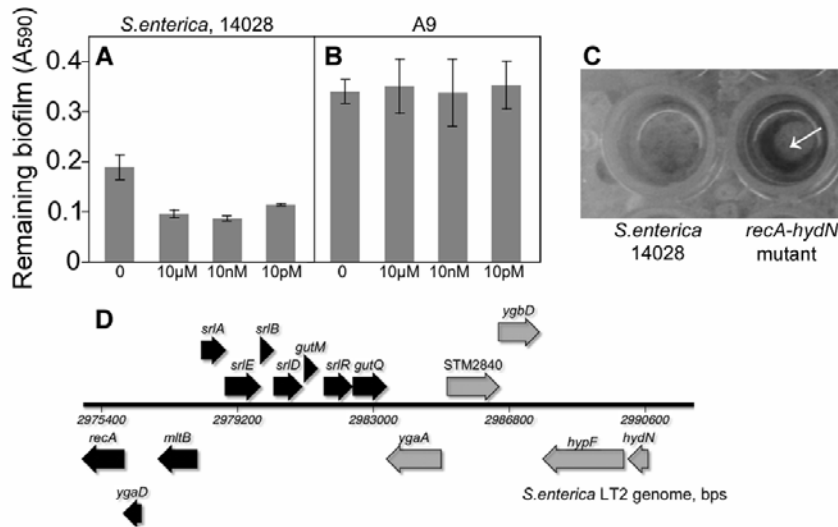 S.enterica, 14028
A9
Remaining biofilm (A590)
A
B
0.4
0.3
0.2
0.1
0
0
10µM
10nM
10pM
0
10µM
10nM
10pM
C
S.enterica
14028
recA-hydN
mutant
D
srlA
srlB
gutM
srlE
srlD
srlR
gutQ
STM2840
ygbD
2975400
2979200
2983000
2986800
2990600
recA
mltB
ygaA
hypF
hydN
ygaD
S.enterica LT2 genome, bps